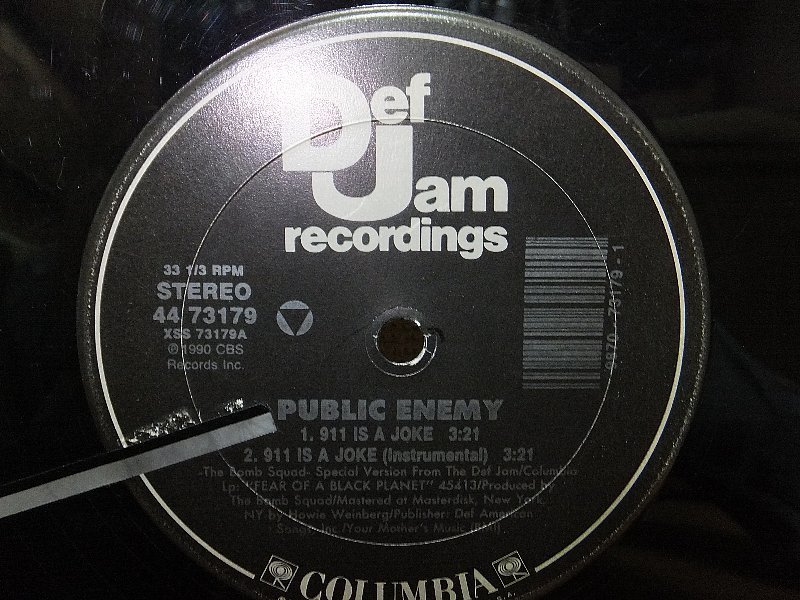 Def
Jam
recordings
33 1/3 RPM
STEREO
44 73179
XSS 73179A
℗1990 CBS
Records Inc.
0870-73179-1
PUBLIC ENEMY
1. 911 IS A JOKE 3:21
2. 911 IS A JOKE (Instrumental) 3:21
-The Bomb Squad- Special Version From The Def Jam/Columbia
Lp: "FEAR OF A BLACK PLANET" 45413/Produced by
The Bomb Squad/Mastered at Masterdisk, New York,
NY by Howie Weinberg/Publisher: Def American
Songs, Inc./Your Mother's Music (BMI).
COLUMBIA